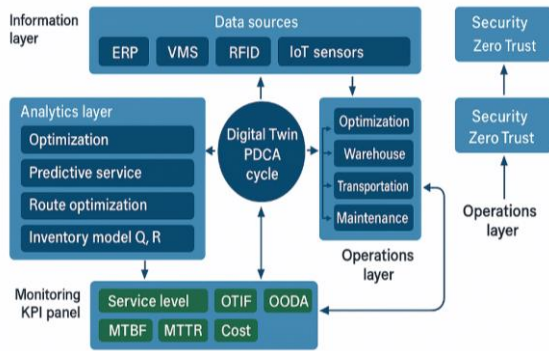 Information
layer
Data sources
ERP
VMS
RFID
IoT sensors
Security
Zero Trust
Analytics layer
Optimization
Predictive service
Route optimization
Inventory model Q, R
Digital Twin
PDCA
cycle
Optimization
Warehouse
Transportation
Maintenance
Operations
layer
Security
Zero Trust
Operations
layer
Monitoring
KPI panel
Service level
OTIF
OODA
MTBF
MTTR
Cost